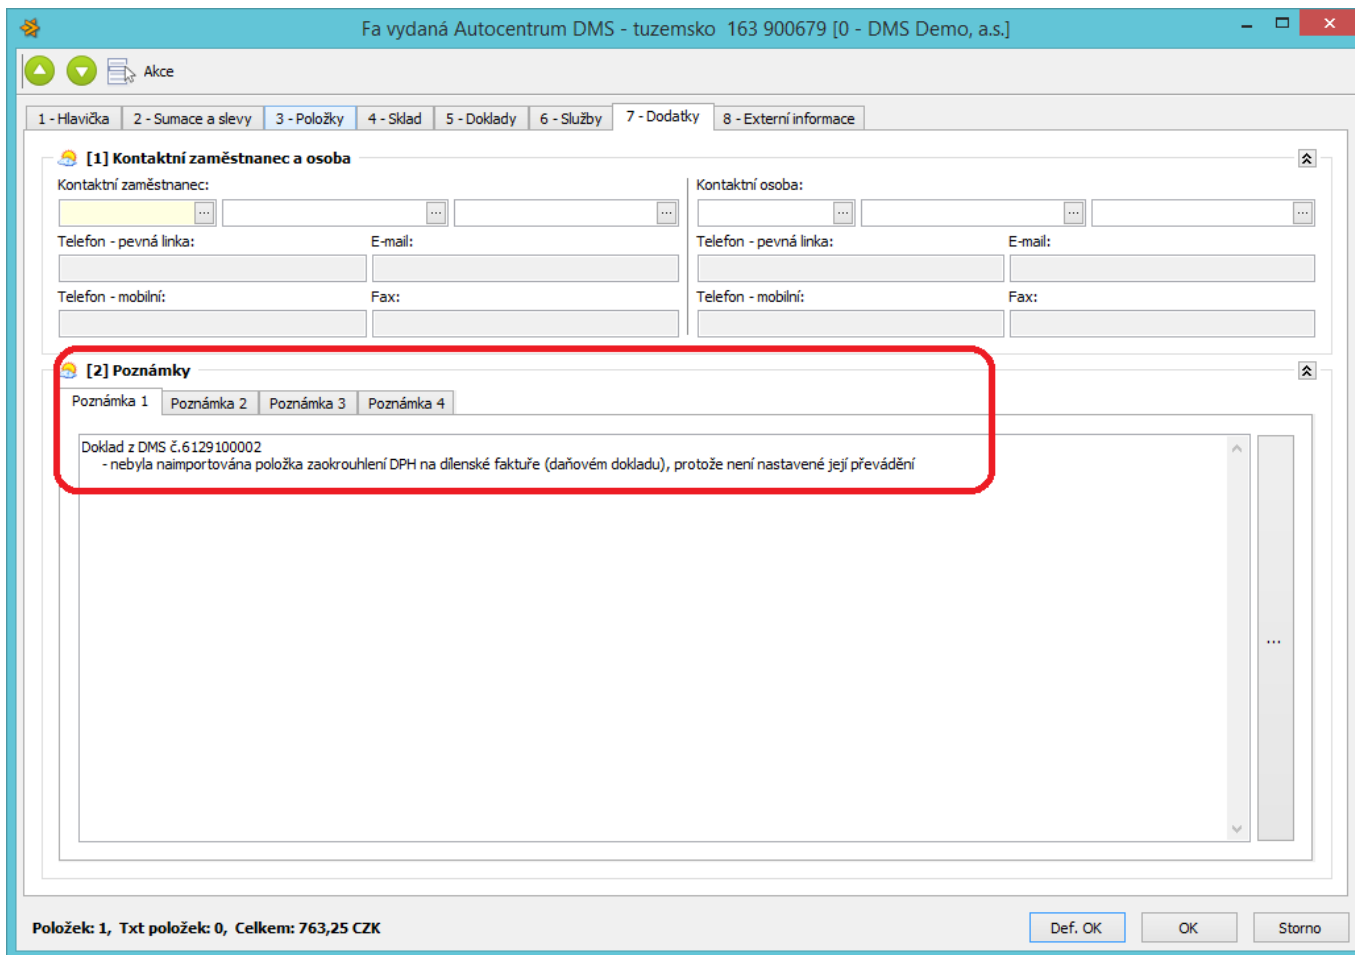 Fa vydaná Autocentrum DMS - tuzemsko 163 900679 [0 - DMS Demo, a.s.]
Akce
1 - Hlavička 2 - Sumace a slevy 3 - Položky 4 - Sklad 5 - Doklady 6 - Služby 7 - Dodatky 8 - Externí informace
[1] Kontaktní zaměstnanec a osoba
Kontaktní zaměstnanec: Kontaktní osoba:
... ... ... ... ... ...
Telefon - pevná linka: E-mail: Telefon - pevná linka: E-mail:
Telefon - mobilní: Fax: Telefon - mobilní: Fax:
[2] Poznámky
Poznámka 1 Poznámka 2 Poznámka 3 Poznámka 4
Doklad z DMS č.6129100002
- nebyla naimportována položka zaokrouhlení DPH na dílenské faktuře (daňovém dokladu), protože není nastavené její převádění
...
Položek: 1, Txt položek: 0, Celkem: 763,25 CZK
Def. OK OK Storno